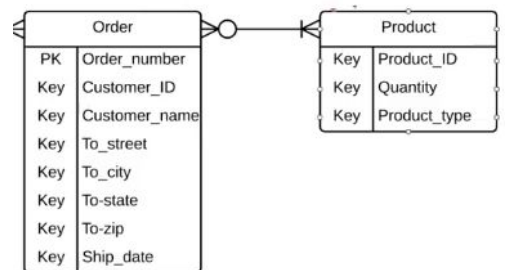 Order
PK Order_number
Key Customer_ID
Key Customer_name
Key To_street
Key To_city
Key To-state
Key To-zip
Key Ship_date
Product
Key Product_ID
Key Quantity
Key Product_type